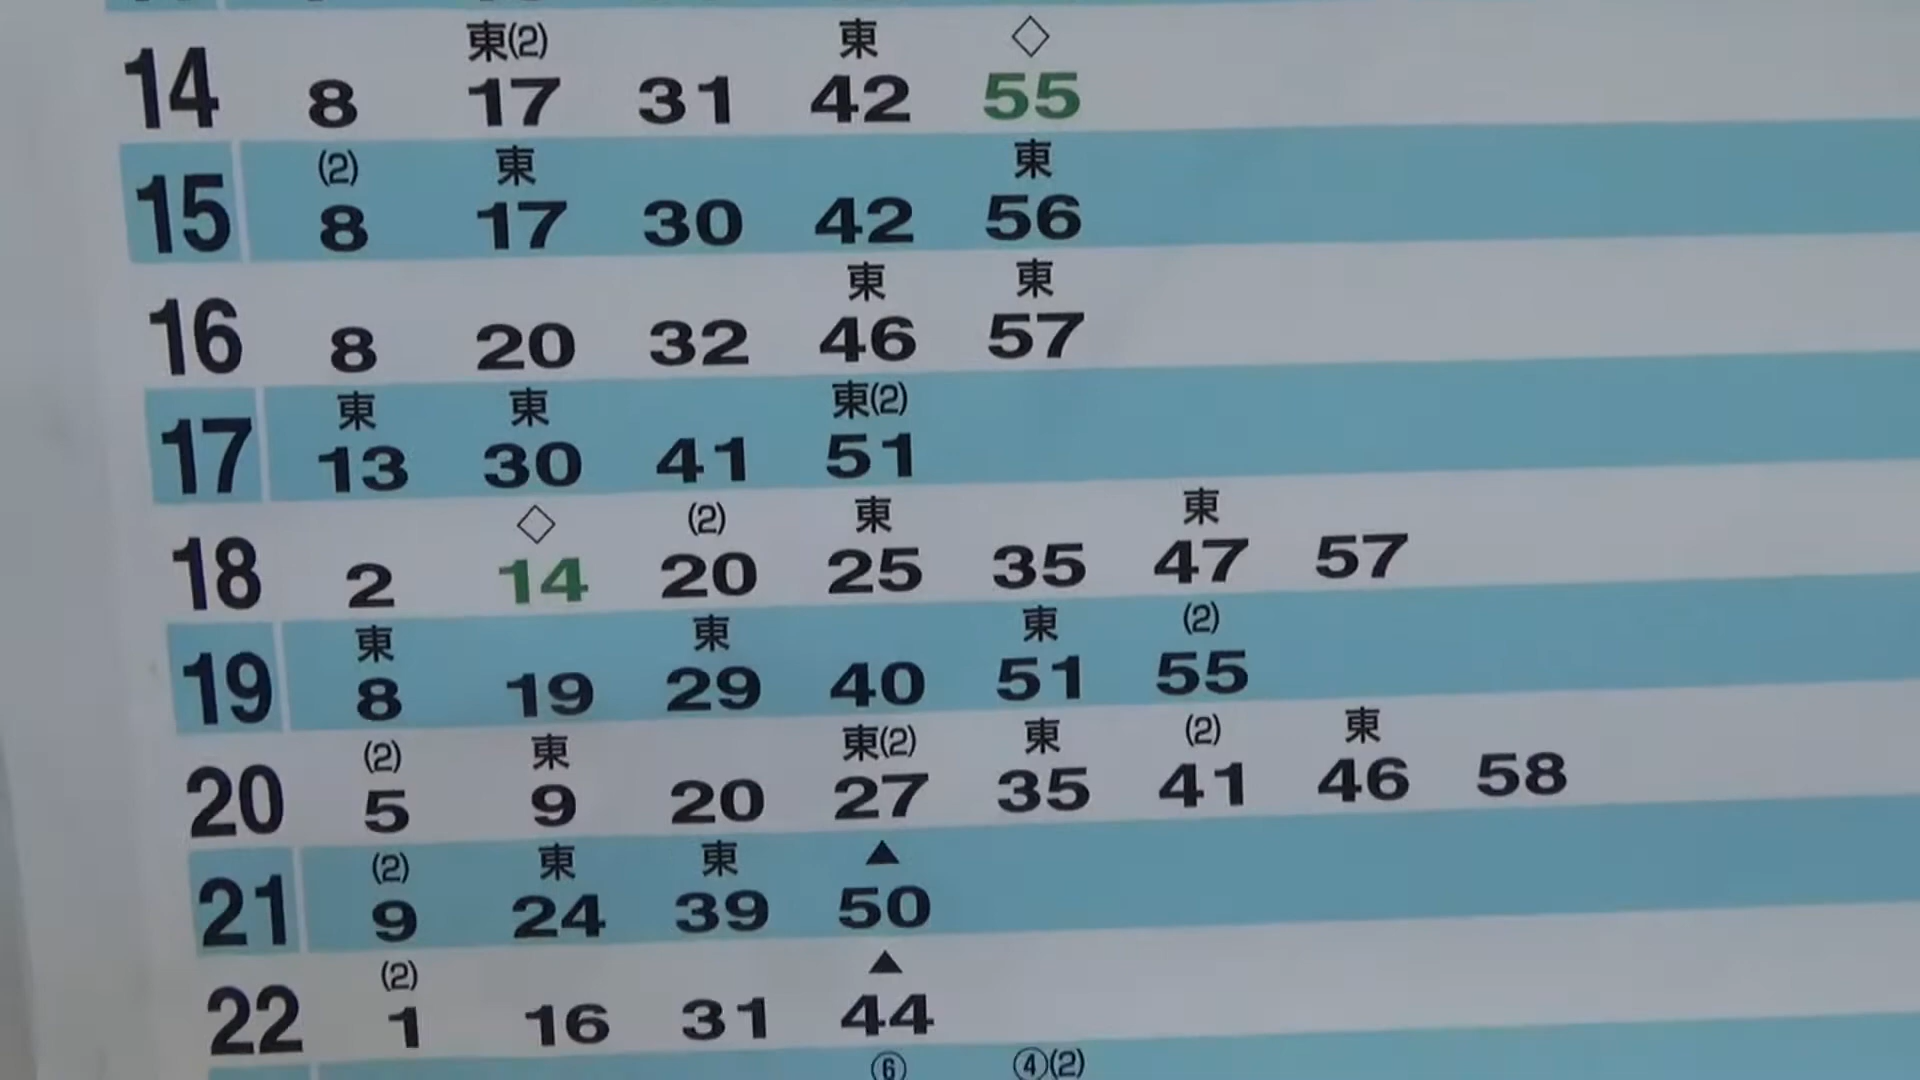 東(2) 東 ◇
14 8 17 31 42 55
(2) 東 東
15 8 17 30 42 56
東 東
16 8 20 32 46 57
東 東 東(2)
17 13 30 41 51
◇ (2) 東 東
18 2 14 20 25 35 47 57
東 東 東 (2)
19 8 19 29 40 51 55
(2) 東 東(2) 東 (2) 東
20 5 9 20 27 35 41 46 58
(2) 東 東 ▲
21 9 24 39 50
(2) ▲
22 1 16 31 44
⑥ ④(2)